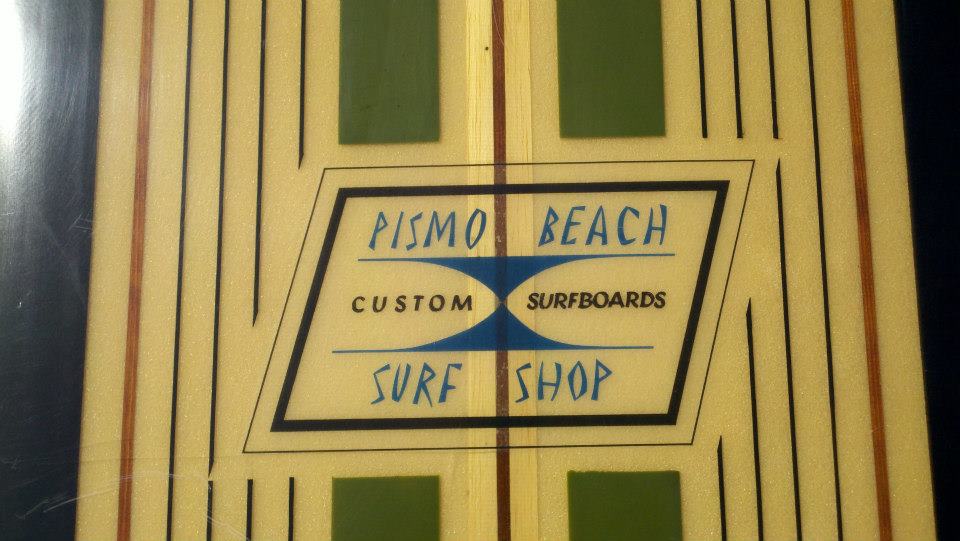 PISMO BEACH
CUSTOM SURFBOARDS
SURF SHOP